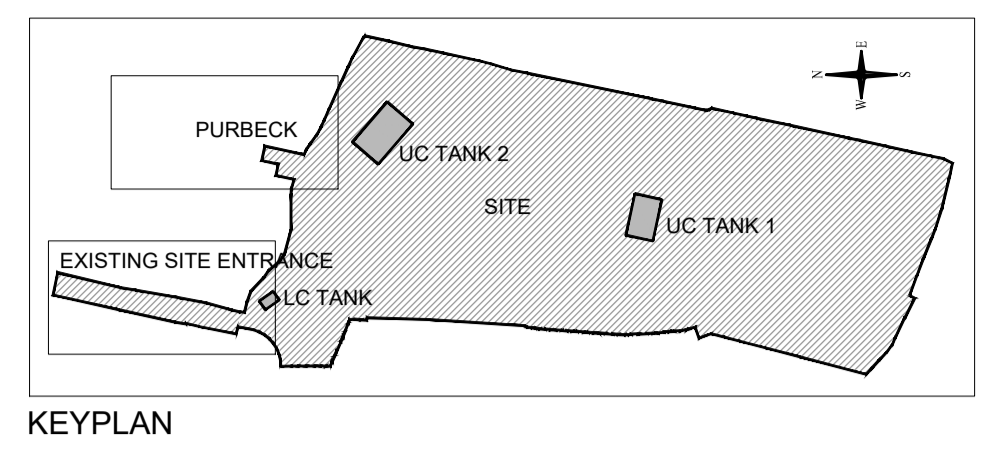 E
N
S
W
PURBECK
UC TANK 2
SITE
UC TANK 1
EXISTING SITE ENTRANCE
LC TANK
KEYPLAN